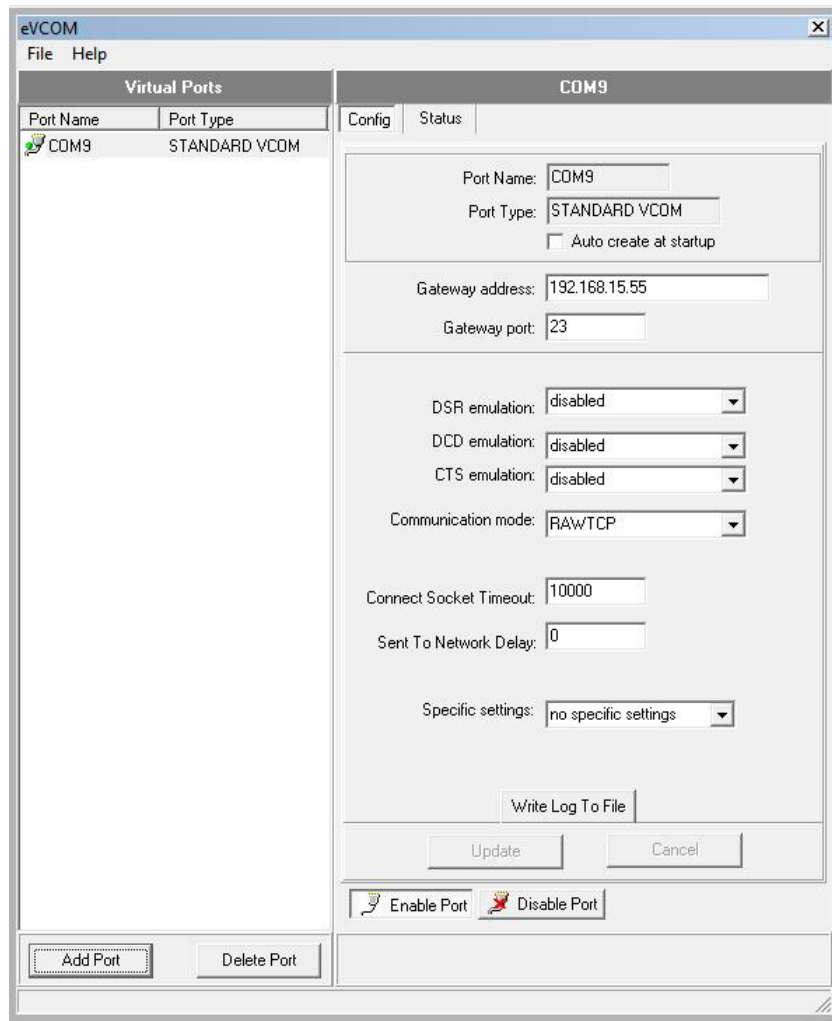 eVCOM
File Help
Virtual Ports
Port Name Port Type
COM9 STANDARD VCOM
Add Port Delete Port
COM9
Config Status
Port Name: COM9
Port Type: STANDARD VCOM
Auto create at startup
Gateway address: 192.168.15.55
Gateway port: 23
DSR emulation: disabled
DCD emulation: disabled
CTS emulation: disabled
Communication mode: RAWTCP
Connect Socket Timeout: 10000
Sent To Network Delay: 0
Specific settings: no specific settings
Write Log To File
Update Cancel
Enable Port Disable Port